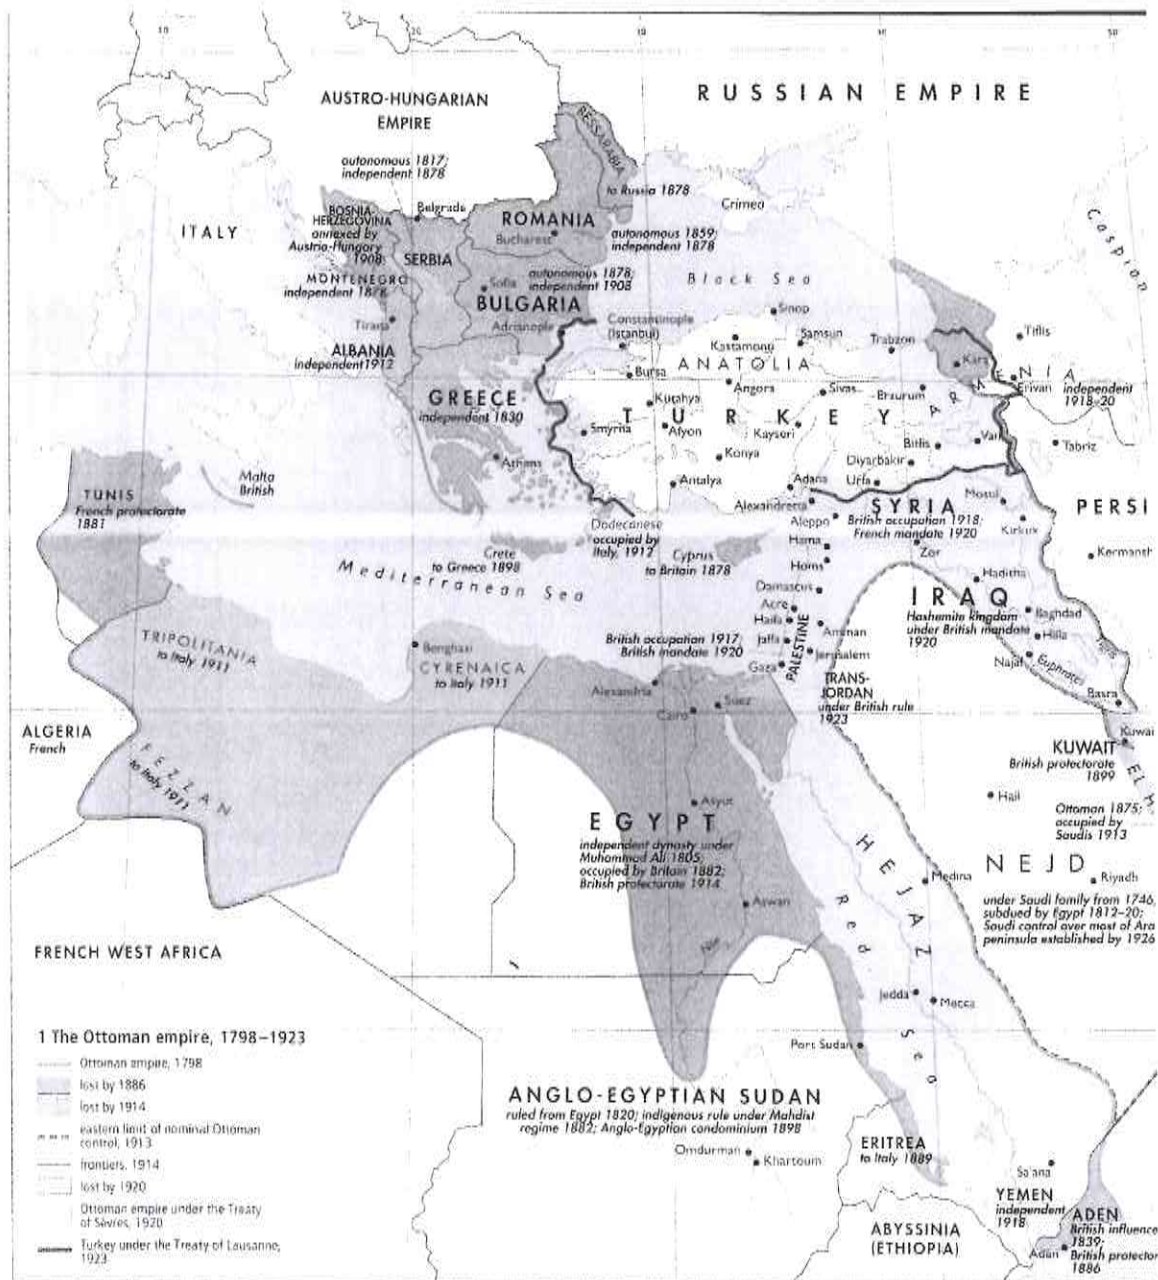 10
20
30
40
50
AUSTRO-HUNGARIAN
EMPIRE
RUSSIAN EMPIRE
BESSARABIA
to Russia 1878
autonomous 1817;
independent 1878
Crimea
Belgrade
BOSNIA-
HERZEGOVINA
annexed by
Austria-Hungary
1908
ITALY
ROMANIA
Bucharest
autonomous 1859;
independent 1878
SERBIA
MONTENEGRO
independent 1878
Sofia
autonomous 1878;
independent 1908
BULGARIA
Black Sea
Caspian
Tirana
Adrianople
Constantinople
(Istanbul)
Sinop
Kastamonu
Samsun
Trabzon
Tiflis
Kars
ALBANIA
independent 1912
Bursa
ANATOLIA
ARMENIA
Erivan
independent
1918–20
Angora
Sivas
Erzurum
GREECE
independent 1830
Kutahya
TURKEY
Smyrna
Afyon
Kayseri
Bitlis
Van
Tabriz
Athens
Konya
Diyarbakir
Antalya
Adana
Urfa
Malta
British
TUNIS
French protectorate
1881
Alexandretta
SYRIA
British occupation 1918;
French mandate 1920
Mosul
PERSI
Aleppo
Kirkuk
Dodecanese
occupied by
Italy, 1912
Crete
to Greece 1898
Cyprus
to Britain 1878
Hama
Homs
Zor
Kermanth
Mediterranean Sea
Damascus
Haditha
IRAQ
Hashemite kingdom
under British mandate
1920
Baghdad
Hilla
Najaf
Euphrates
Basra
Acre
Haifa
Jaffa
Gaza
PALESTINE
Amman
Jerusalem
British occupation 1917;
British mandate 1920
TRANS-
JORDAN
under British rule
1923
TRIPOLITANIA
to Italy 1911
Benghazi
CYRENAICA
to Italy 1911
Alexandria
Suez
Cairo
ALGERIA
French
FEZZAN
to Italy 1911
Kuwai
KUWAIT
British protectorate
1899
EL H
Hail
Ottoman 1875;
occupied by
Saudis 1913
Asyut
EGYPT
independent dynasty under
Muhammad Ali 1805;
occupied by Britain 1882;
British protectorate 1914
Aswan
Nile
HEJAZ
Red Sea
Medina
NEJD
Riyadh
under Saudi family from 1746,
subdued by Egypt 1812–20;
Saudi control over most of Ara
peninsula established by 1926
FRENCH WEST AFRICA
Jedda
Mecca
Port Sudan
ANGLO-EGYPTIAN SUDAN
ruled from Egypt 1820; indigenous rule under Mahdist
regime 1882; Anglo-Egyptian condominium 1898
Omdurman
Khartoum
ERITREA
to Italy 1889
Sa'ana
YEMEN
independent
1918
ADEN
British influence
1839;
British protector
1886
Adan
ABYSSINIA
(ETHIOPIA)
1 The Ottoman empire, 1798–1923
Ottoman empire, 1798
lost by 1886
lost by 1914
eastern limit of nominal Ottoman
control, 1913
frontiers, 1914
lost by 1920
Ottoman empire under the Treaty
of Sèvres, 1920
Turkey under the Treaty of Lausanne,
1923